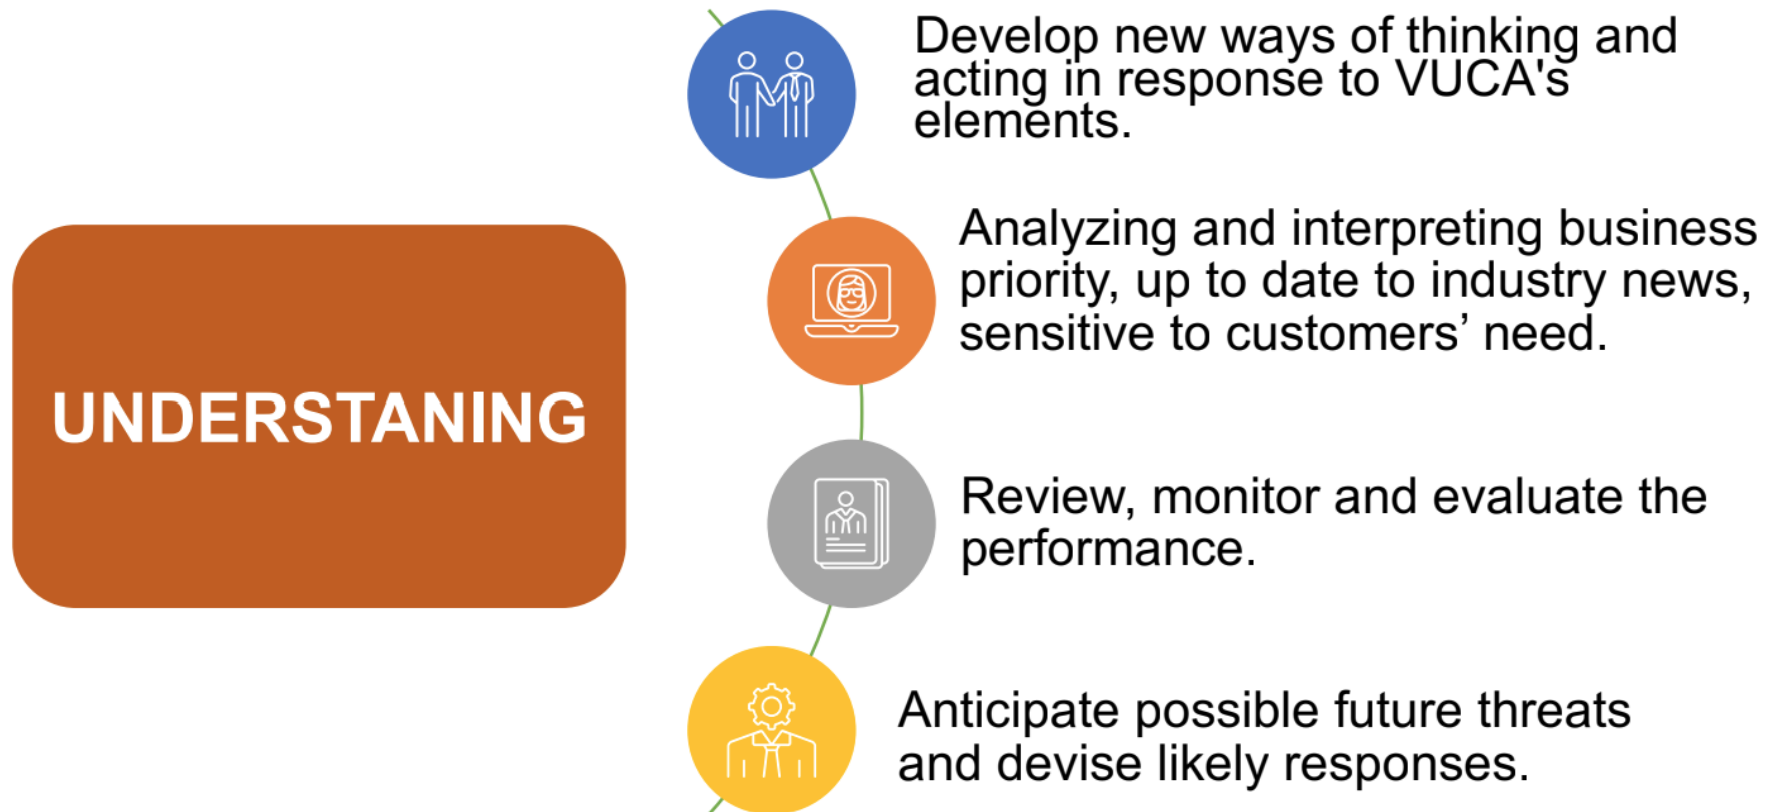 Develop new ways of thinking and
acting in response to VUCA's
elements.
Analyzing and interpreting business
priority, up to date to industry news,
sensitive to customers’ need.
UNDERSTANING
Review, monitor and evaluate the
performance.
Anticipate possible future threats
and devise likely responses.